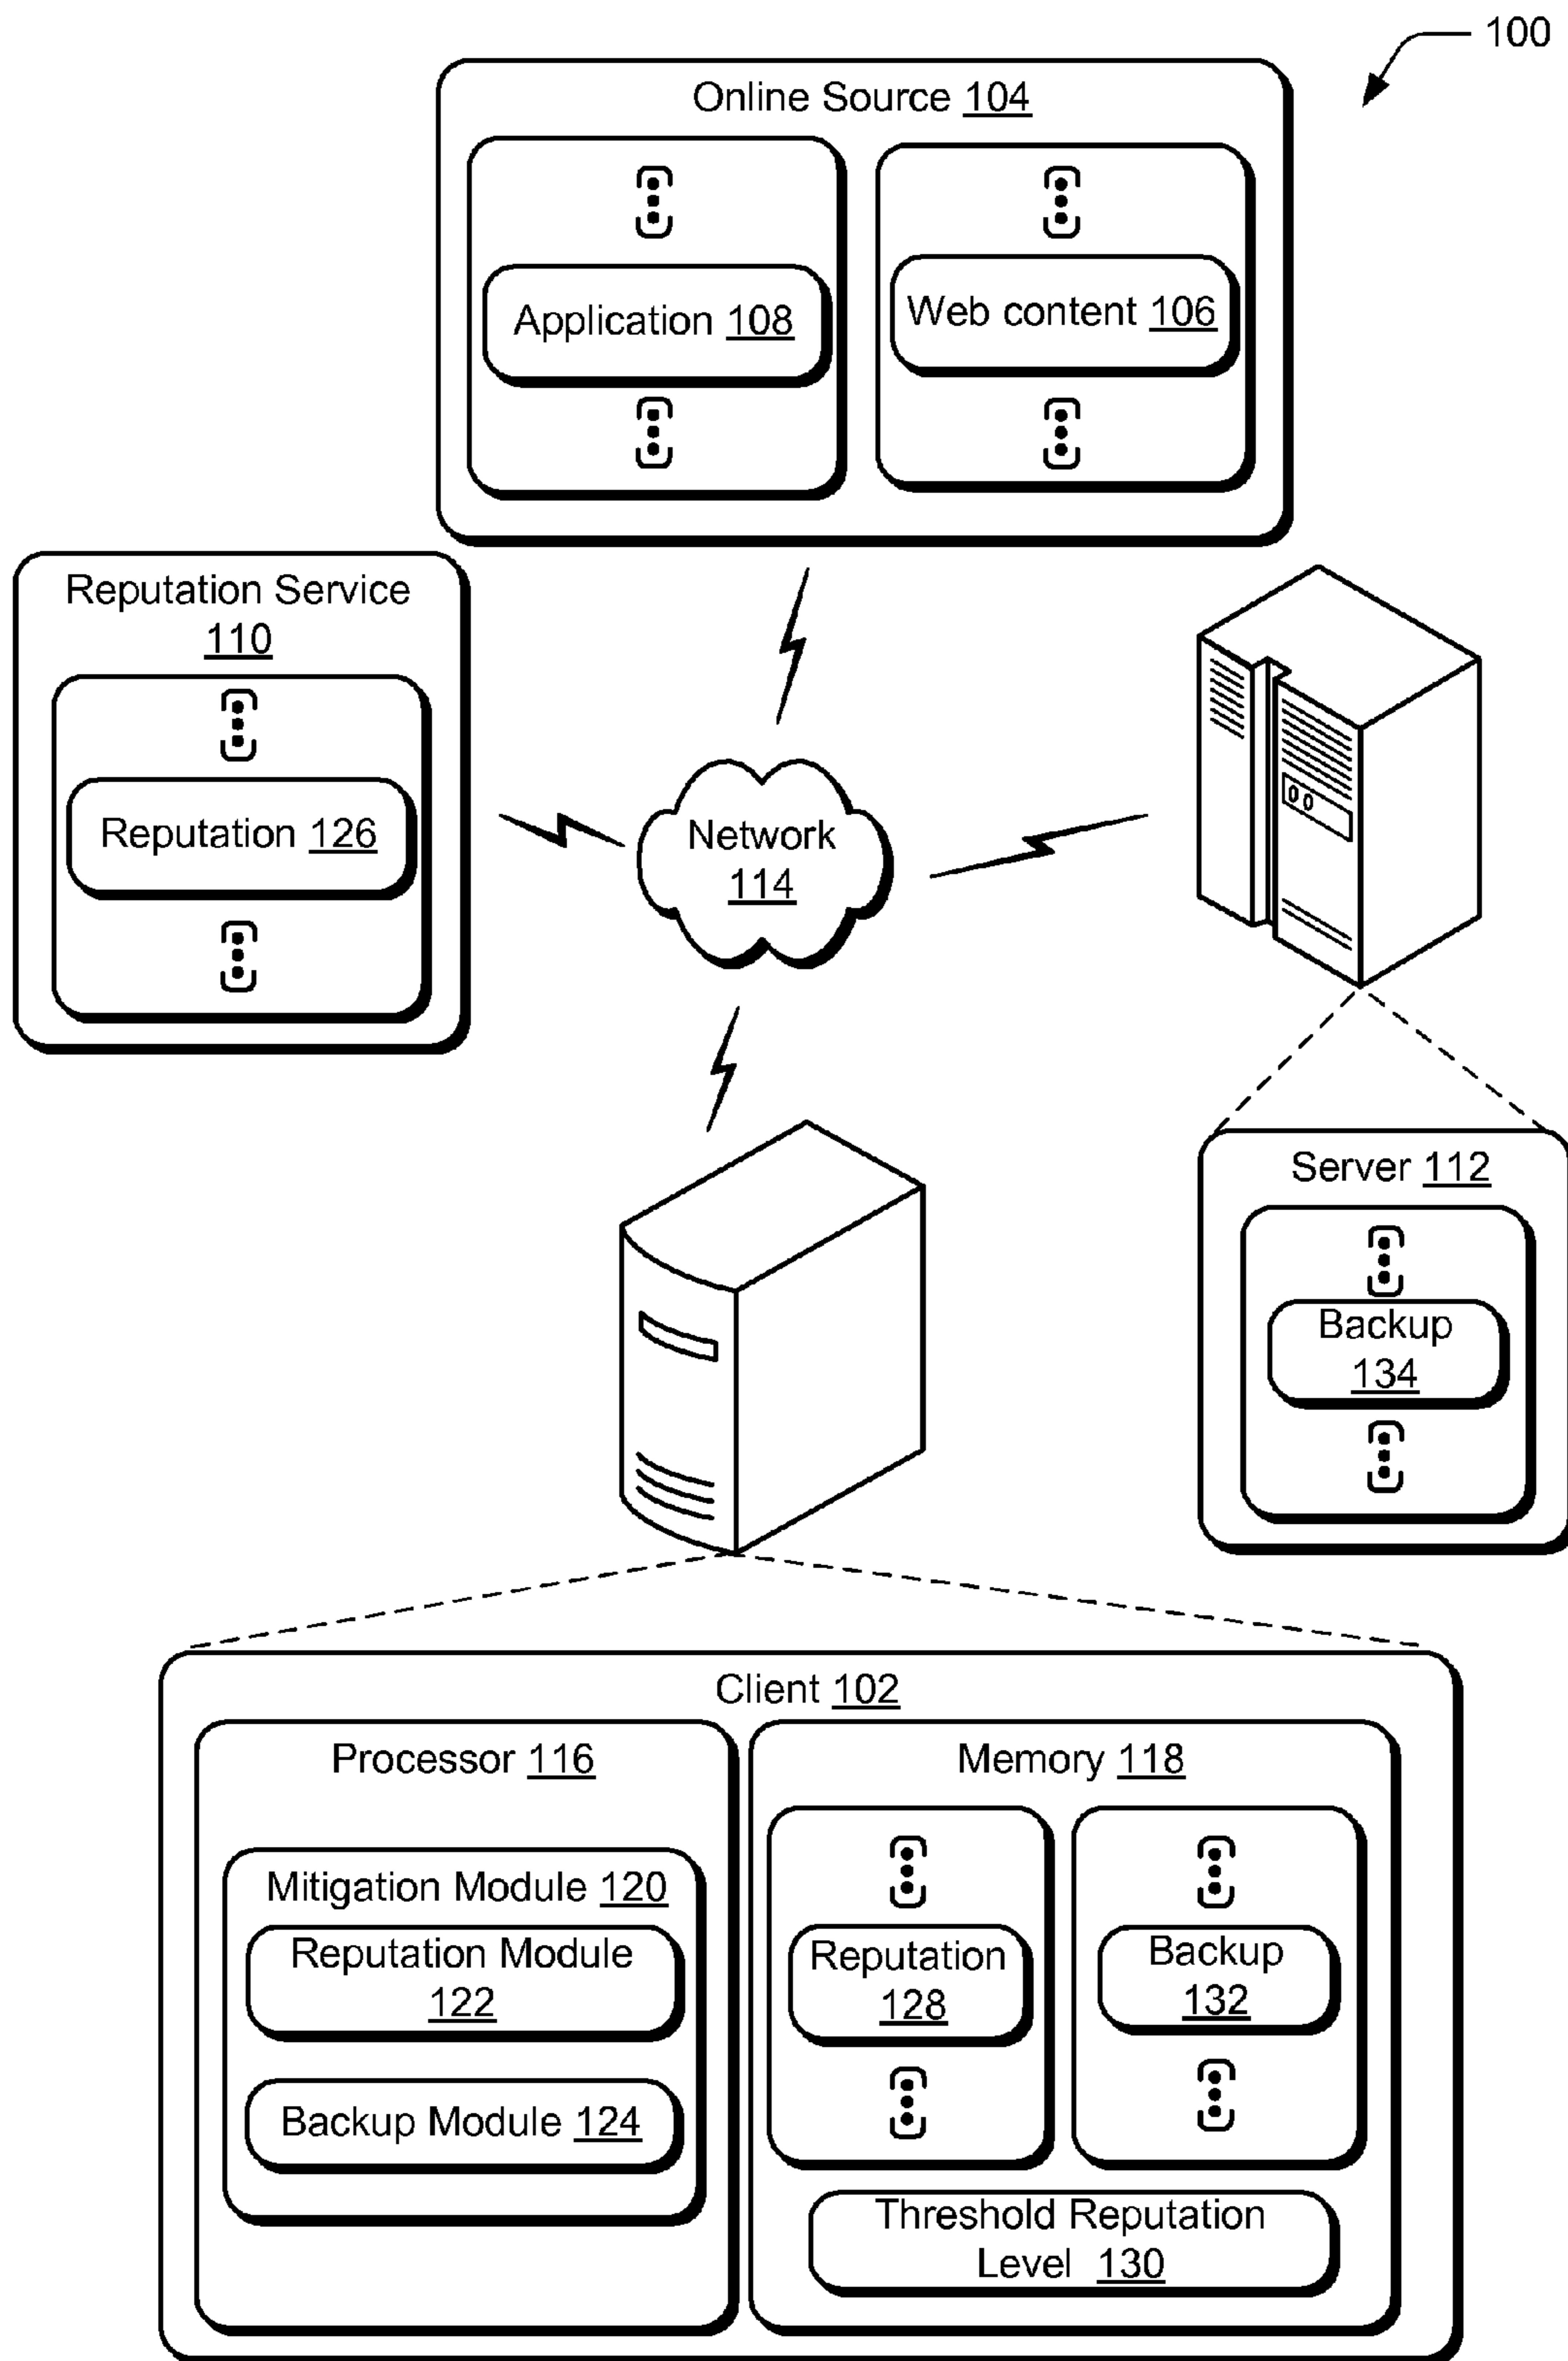 100
Online Source 104
Application 108
Web content 106
Reputation Service
110
Reputation 126
Network
114
Server 112
Backup
134
Client 102
Processor 116
Mitigation Module 120
Reputation Module
122
Backup Module 124
Memory 118
Reputation
128
Backup
132
Threshold Reputation
Level 130